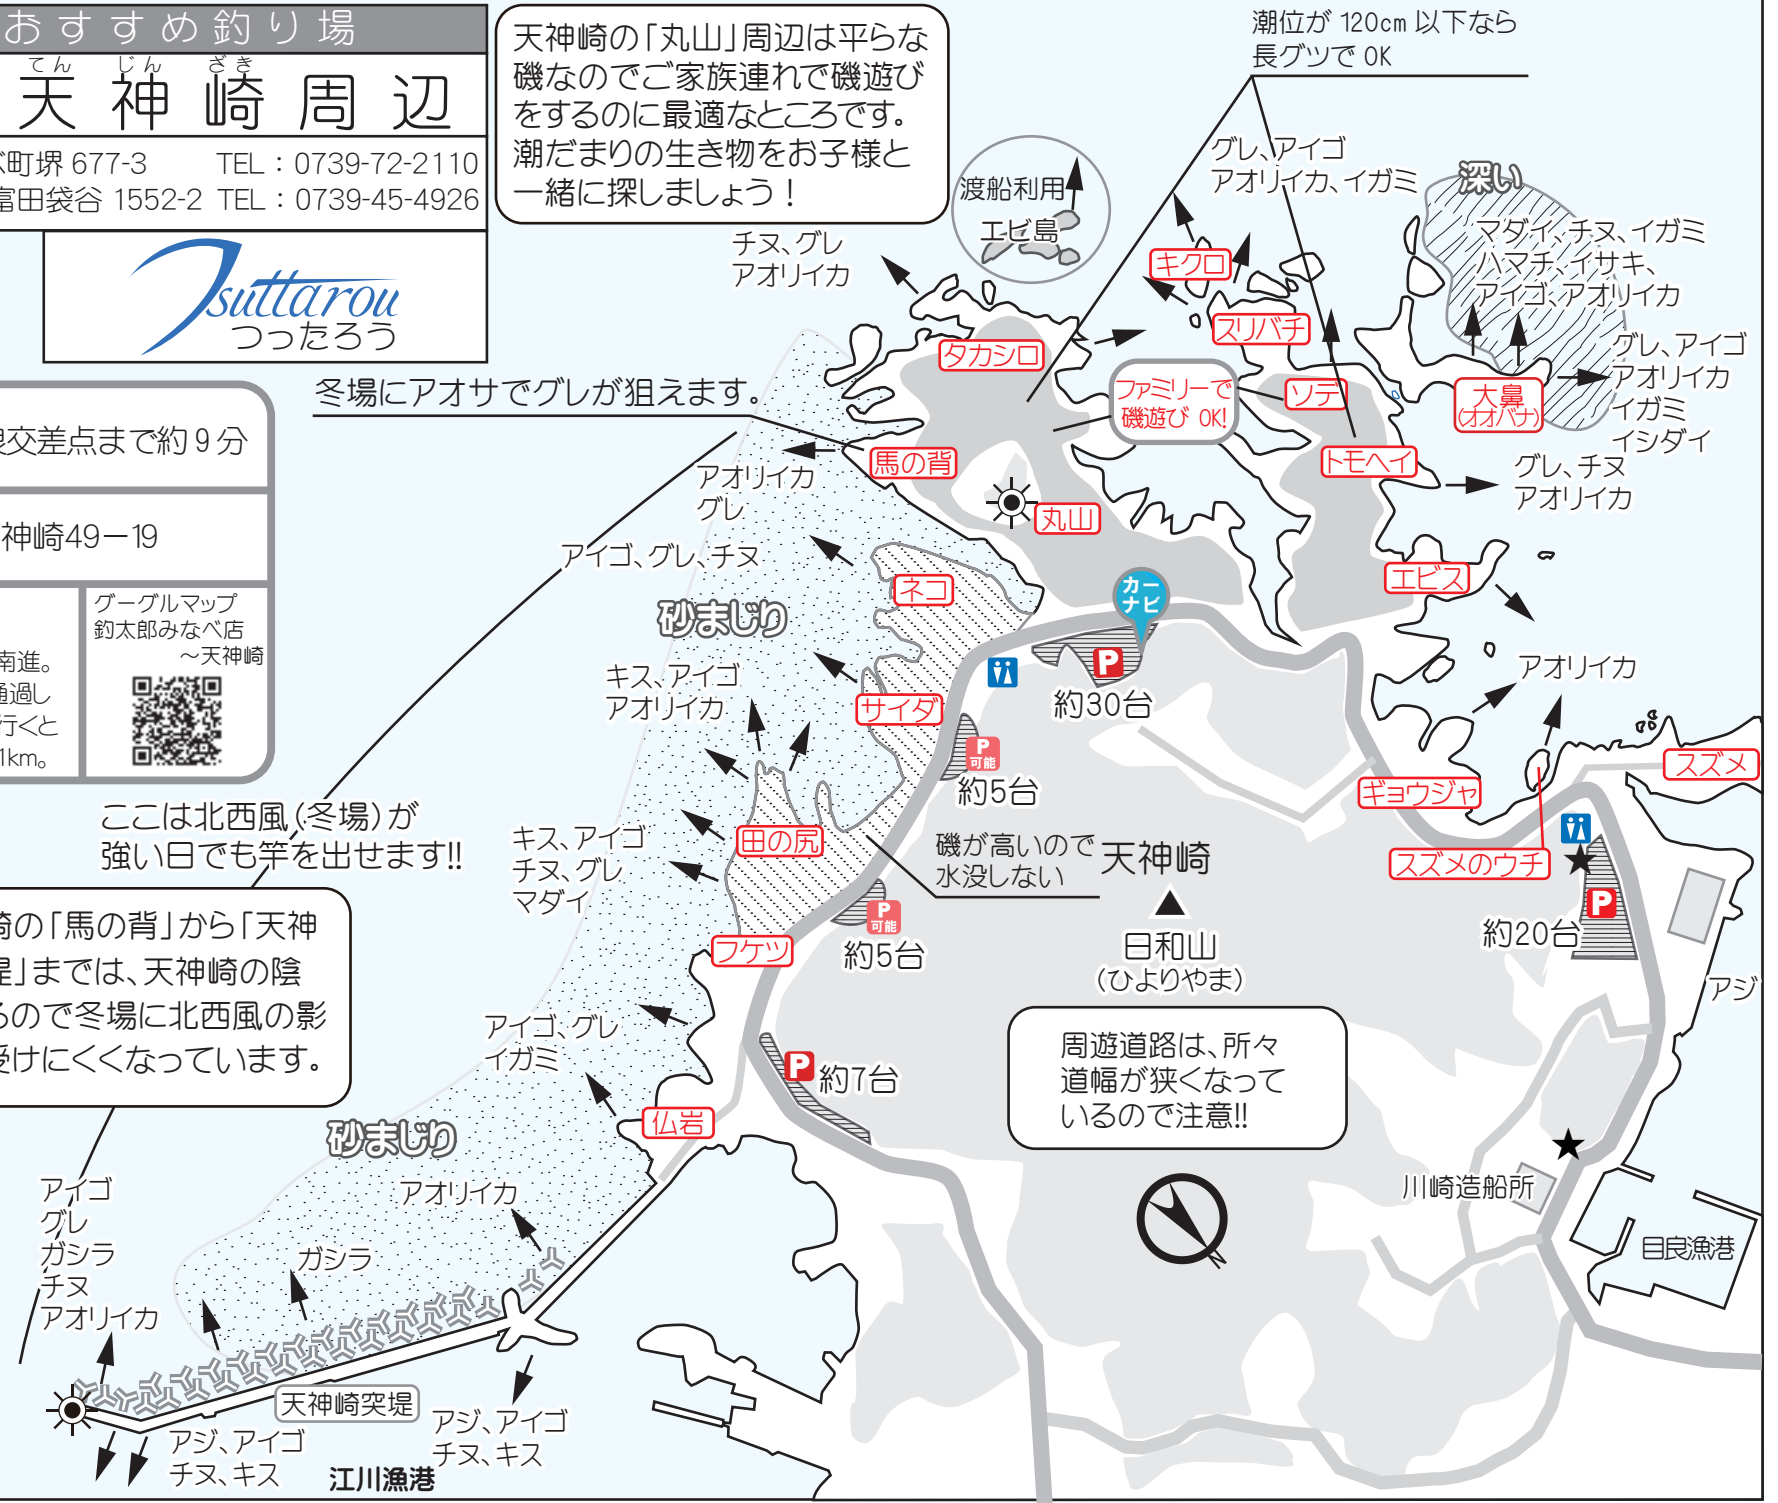 おすすめ釣り場
てん じん ざき
天神崎周辺
町堺 677-3 TEL：0739-72-2110
富田袋谷 1552-2 TEL：0739-45-4926
Tsuttarou
つったろう
天神崎の「丸山」周辺は平らな
磯なのでご家族連れで磯遊び
をするのに最適なところです。
潮だまりの生き物をお子様と
一緒に探しましょう！
潮位が 120cm 以下なら
長グツで OK
渡船利用
エビ島
グレ、アイゴ
アオリイカ、イガミ
深い
マダイ、チヌ、イガミ
ハマチ、イサキ、
アイゴ、アオリイカ
チヌ、グレ
アオリイカ
キクロ
スリバチ
タカシロ
ファミリーで
磯遊び OK!
ソデ
大鼻
(オオバナ)
グレ、アイゴ
アオリイカ
イガミ
イシダイ
冬場にアオサでグレが狙えます。
交差点まで約9分
神崎49－19
グーグルマップ
釣太郎みなべ店
～天神崎
南進。
通過し
行くと
1km。
馬の背
トモヘイ
グレ、チヌ
アオリイカ
アオリイカ
グレ
丸山
アイゴ、グレ、チヌ
ネコ
カー
ナビ
エビス
砂まじり
キス、アイゴ
アオリイカ
サイダ
P
約30台
アオリイカ
P
可能
約5台
ギョウジャ
スズメ
ここは北西風(冬場)が
強い日でも竿を出せます!!
キス、アイゴ
チヌ、グレ
マダイ
田の尻
磯が高いので
水没しない
天神崎
スズメのウチ
P
可能
約5台
日和山
(ひよりやま)
P
約20台
アジ
崎の「馬の背」から「天神
堤」までは、天神崎の陰
るので冬場に北西風の影
受けにくくなっています。
フケツ
アイゴ、グレ
イガミ
P
約7台
周遊道路は、所々
道幅が狭くなって
いるので注意!!
仏岩
砂まじり
アオリイカ
川崎造船所
目良漁港
N
アイゴ
グレ
ガシラ
チヌ
アオリイカ
ガシラ
天神崎突堤
アジ、アイゴ
チヌ、キス
アジ、アイゴ
チヌ、キス
江川漁港